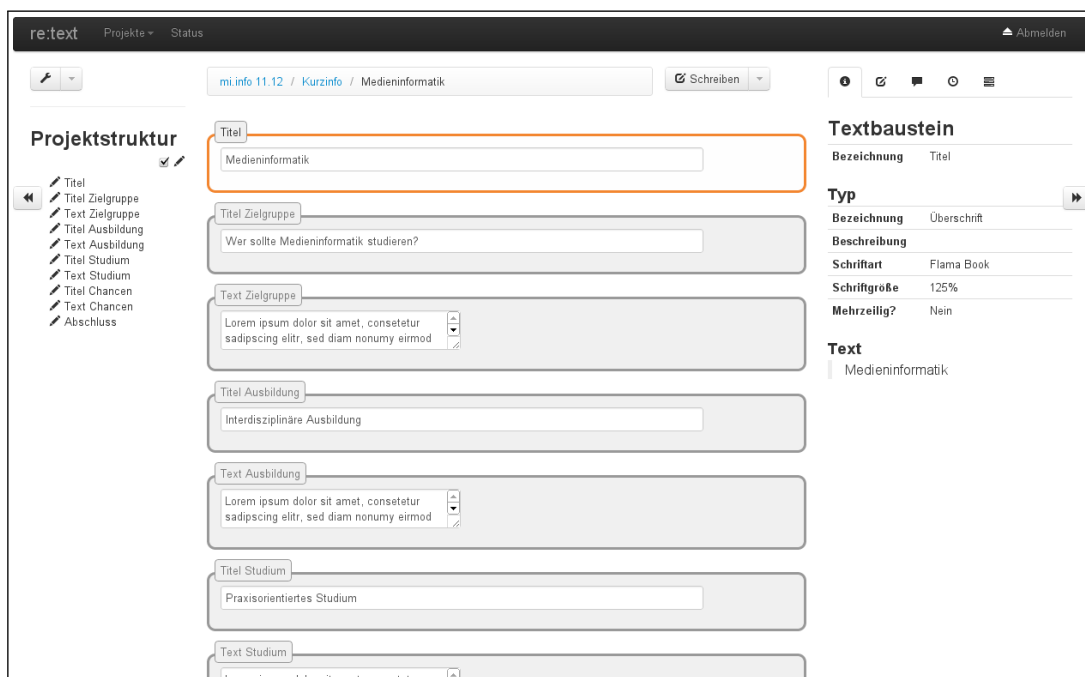 re:text Projekte Status Abmelden
mi.info 11.12 / Kurzinfo / Medieninformatik
Schreiben
Projektstruktur
Titel
Titel Zielgruppe
Text Zielgruppe
Titel Ausbildung
Text Ausbildung
Titel Studium
Text Studium
Titel Chancen
Text Chancen
Abschluss
Titel
Medieninformatik
Titel Zielgruppe
Wer sollte Medieninformatik studieren?
Text Zielgruppe
Lorem ipsum dolor sit amet, consetetur
sadipscing elitr, sed diam nonumy eirmod
Titel Ausbildung
Interdisziplinäre Ausbildung
Text Ausbildung
Lorem ipsum dolor sit amet, consetetur
sadipscing elitr, sed diam nonumy eirmod
Titel Studium
Praxisorientiertes Studium
Text Studium
Textbaustein
Bezeichnung Titel
Typ
Bezeichnung Überschrift
Beschreibung
Schriftart Flama Book
Schriftgröße 125%
Mehrzeilig? Nein
Text
Medieninformatik